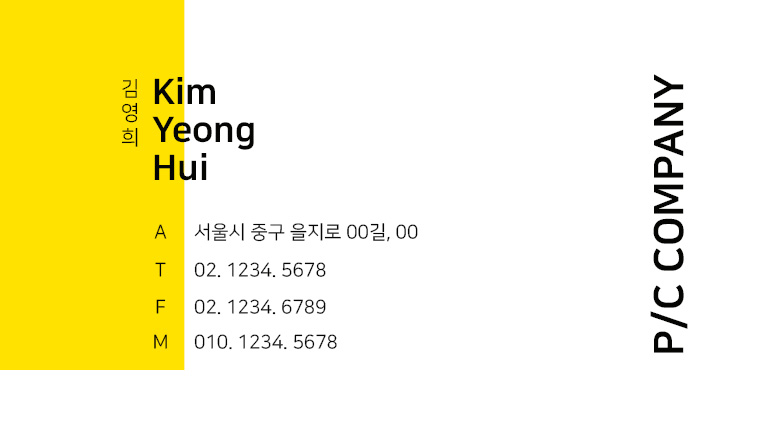 김영희
Kim
Yeong
Hui
A 서울시 중구 을지로 00길, 00
T 02. 1234. 5678
F 02. 1234. 6789
M 010. 1234. 5678
P/C COMPANY